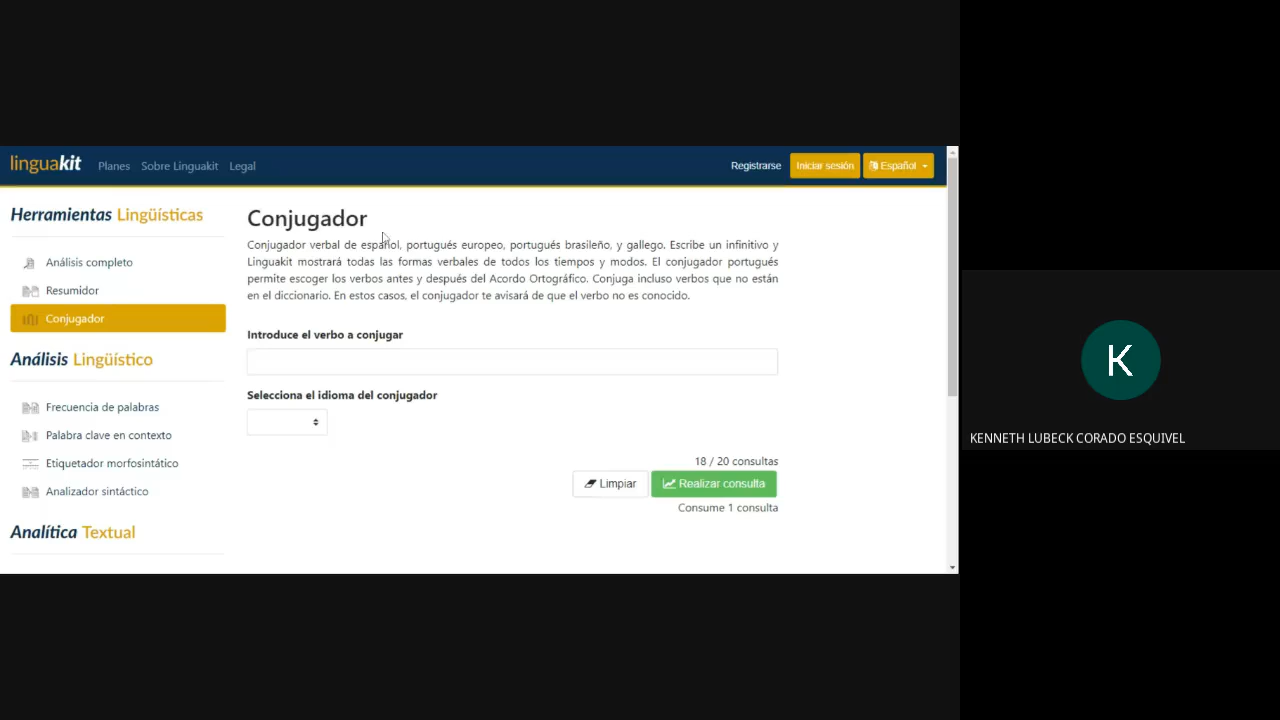 linguakit Planes Sobre Linguakit Legal Registrarse Iniciar sesión Español
Herramientas Lingüísticas
Análisis completo
Resumidor
Conjugador
Análisis Lingüístico
Frecuencia de palabras
Palabra clave en contexto
Etiquetador morfosintático
Analizador sintáctico
Analítica Textual
Conjugador
Conjugador verbal de español, portugués europeo, portugués brasileño, y gallego. Escribe un infinitivo y
Linguakit mostrará todas las formas verbales de todos los tiempos y modos. El conjugador portugués
permite escoger los verbos antes y después del Acordo Ortográfico. Conjuga incluso verbos que no están
en el diccionario. En estos casos, el conjugador te avisará de que el verbo no es conocido.
Introduce el verbo a conjugar
Selecciona el idioma del conjugador
18 / 20 consultas
Limpiar Realizar consulta
Consume 1 consulta
K
KENNETH LUBECK CORADO ESQUIVEL